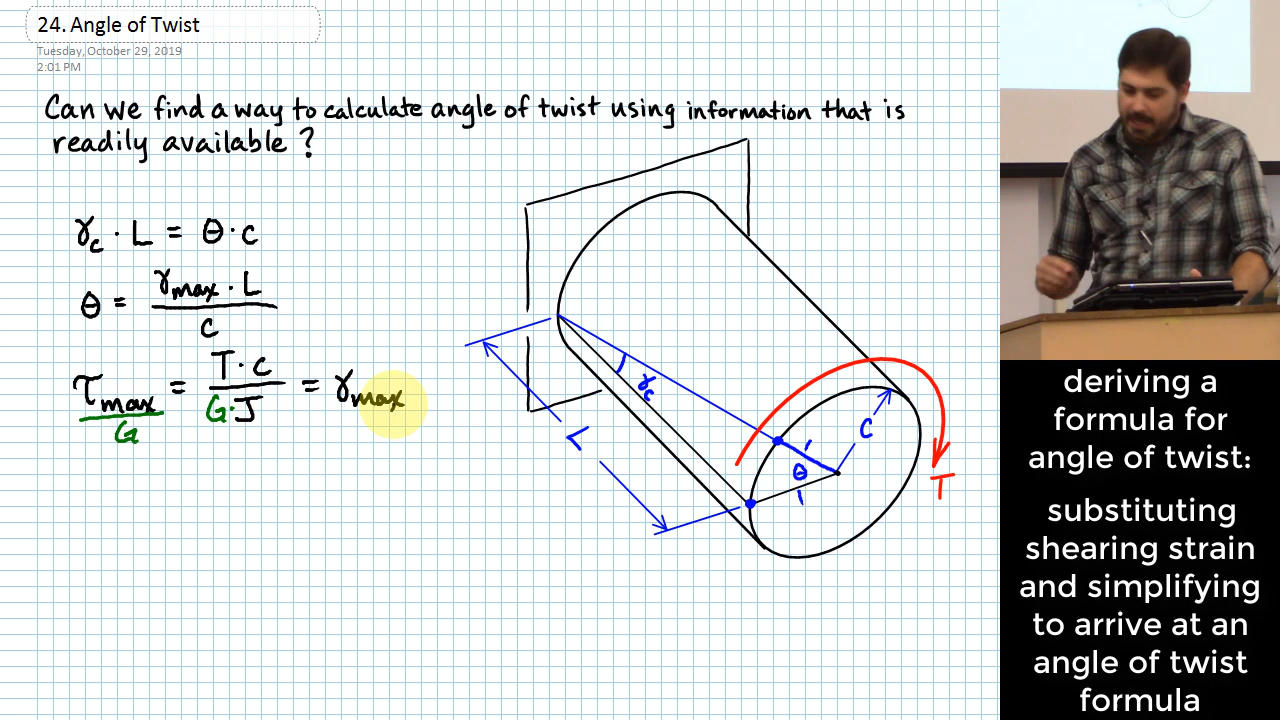 24. Angle of Twist
Tuesday, October 29, 2019
2:01 PM
Can we find a way to calculate angle of twist using information that is
readily available?
γc · L = θ · c
θ = γmax · L / c
τmax / G = T · c / G · J = γmax
γc
L
θ
c
T
deriving a
formula for
angle of twist:
substituting
shearing strain
and simplifying
to arrive at an
angle of twist
formula